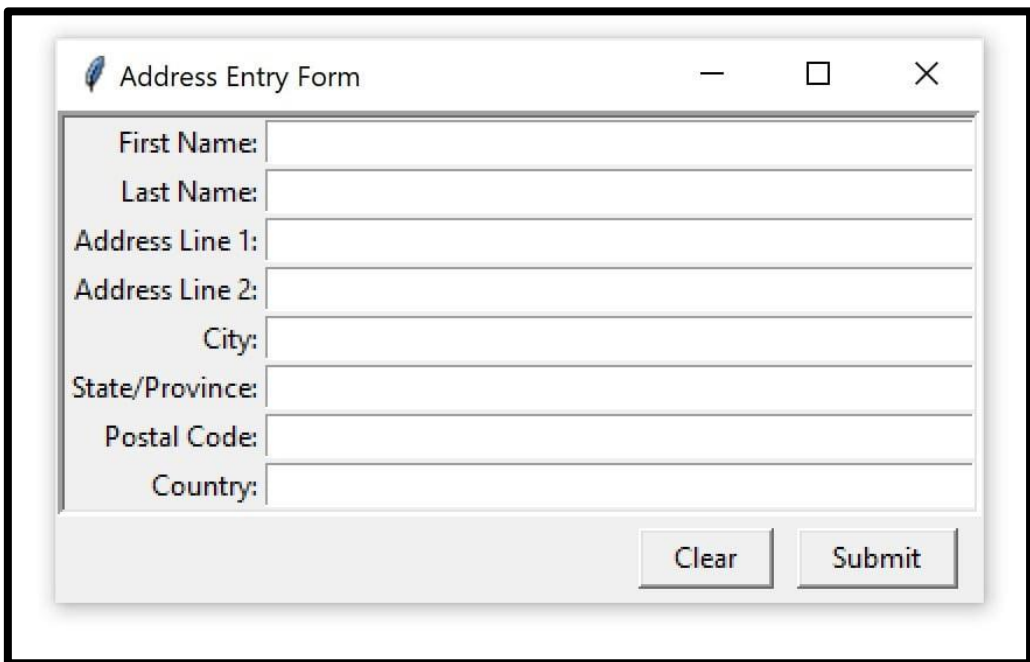 Address Entry Form
First Name:
Last Name:
Address Line 1:
Address Line 2:
City:
State/Province:
Postal Code:
Country:
Clear Submit